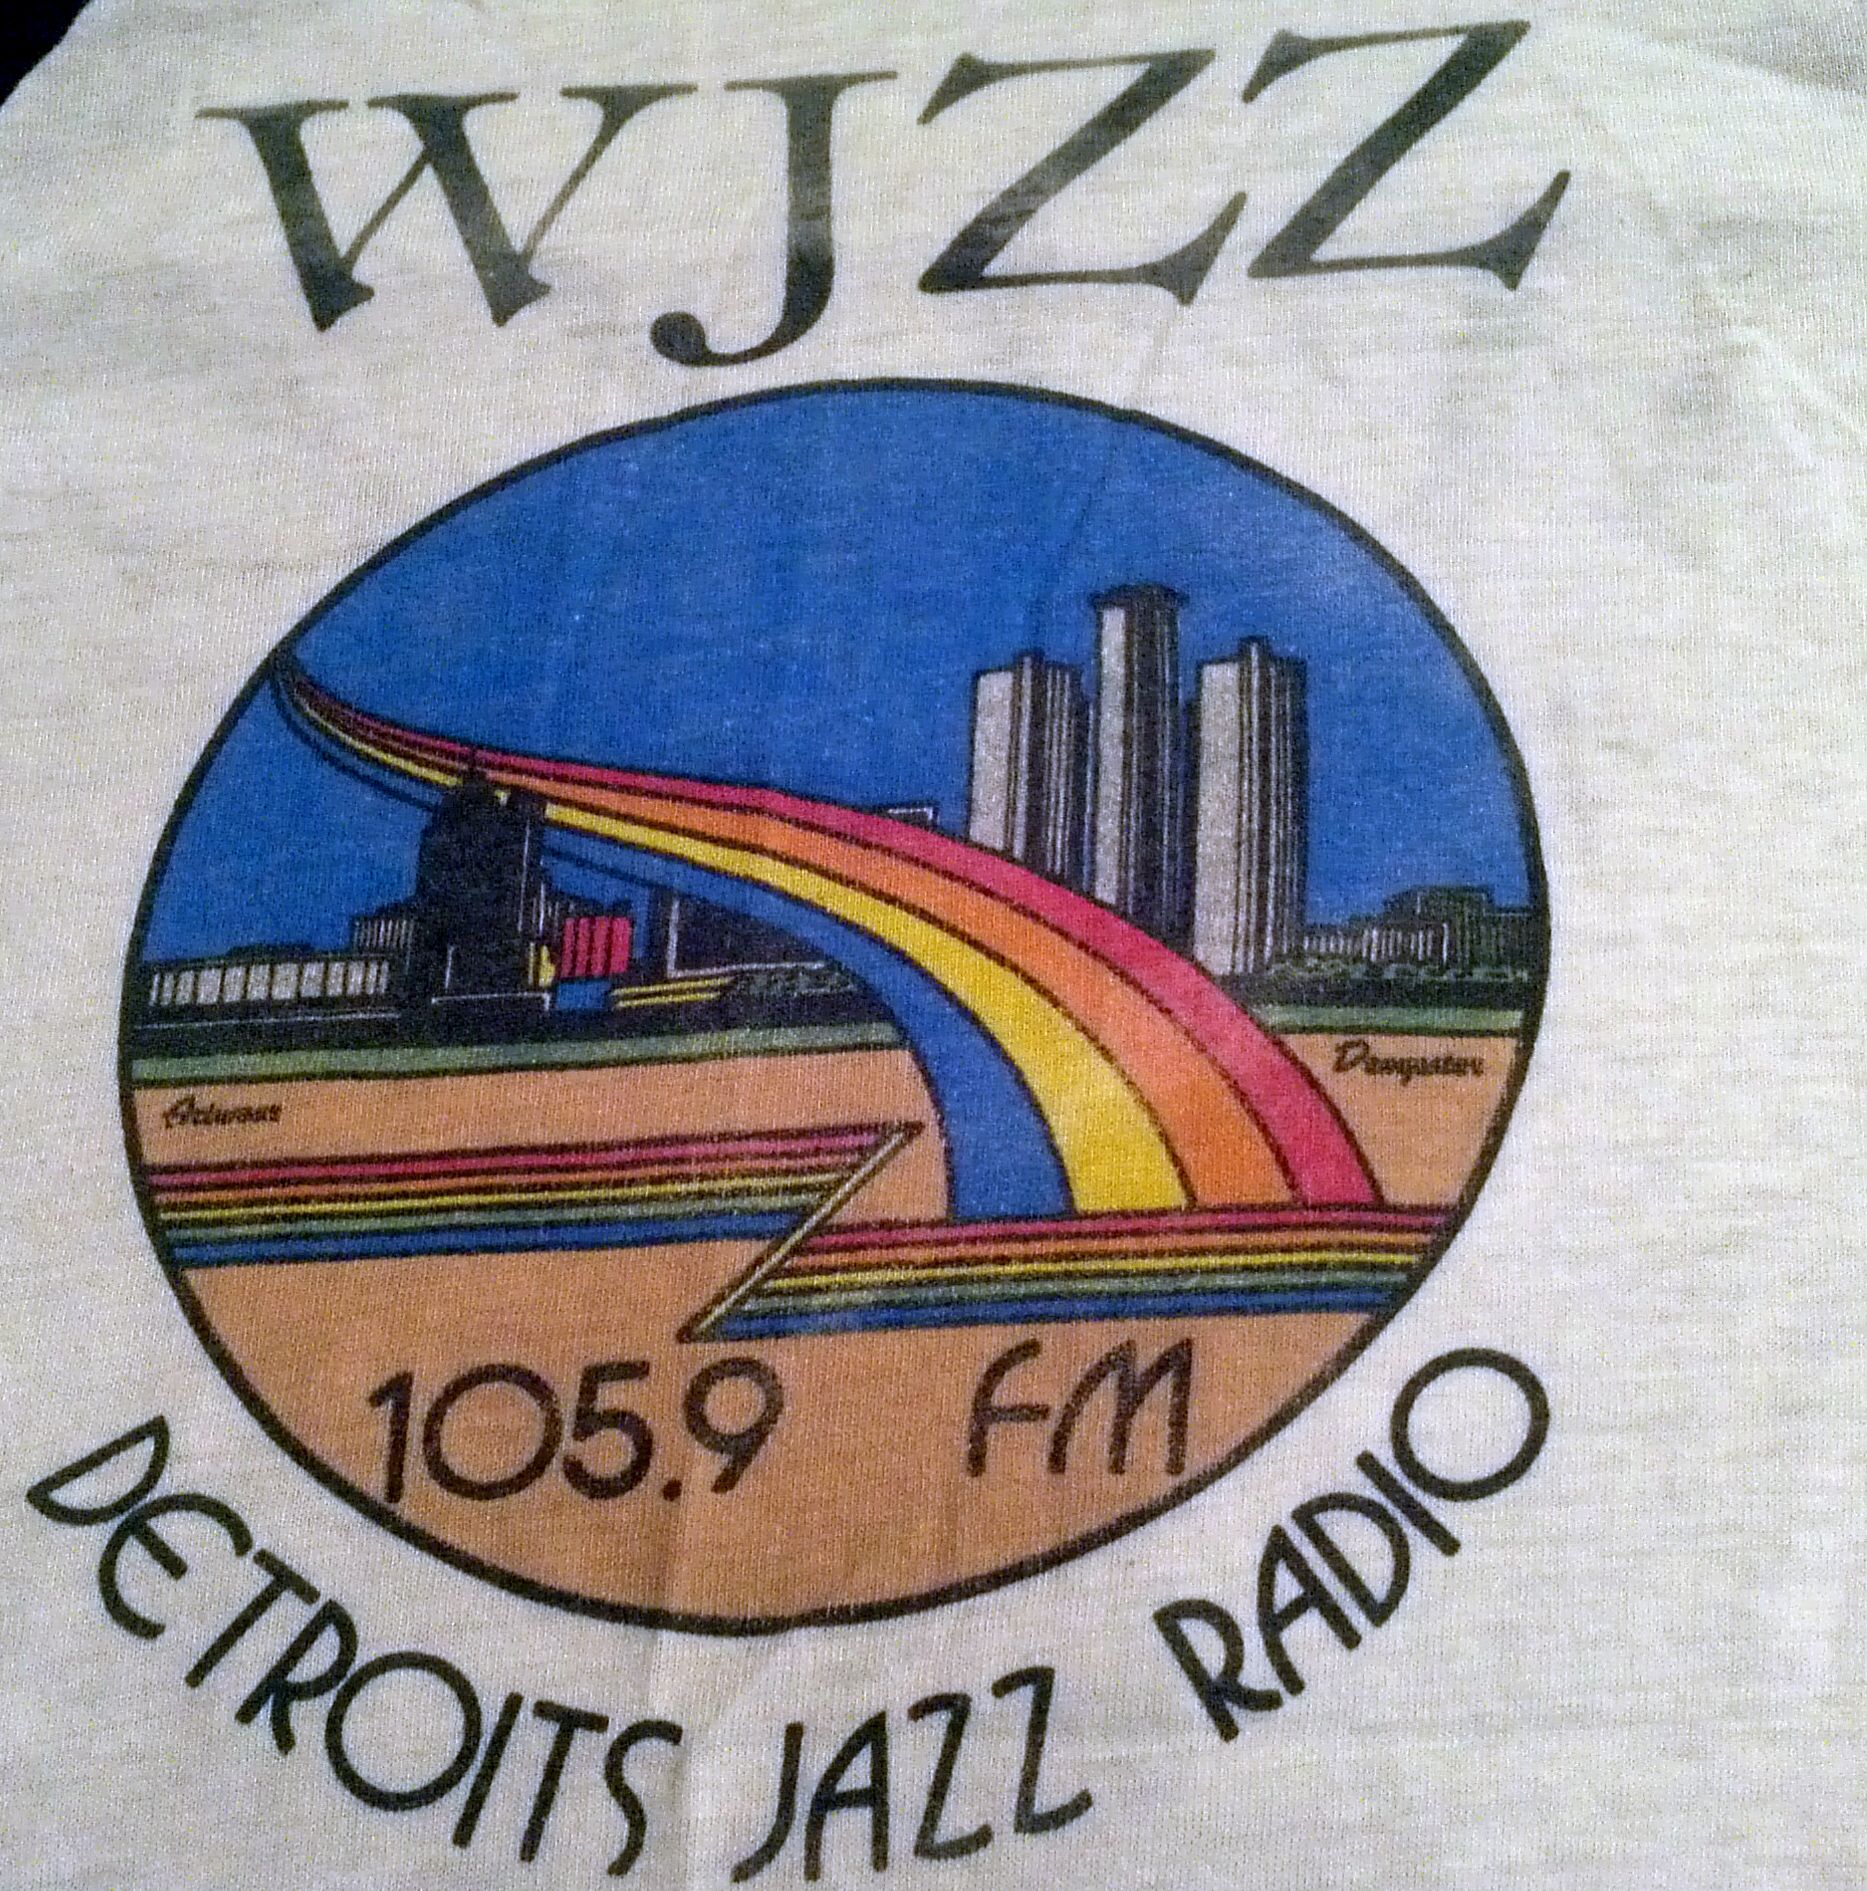 WJZZ
105.9 FM
DETROITS JAZZ RADIO